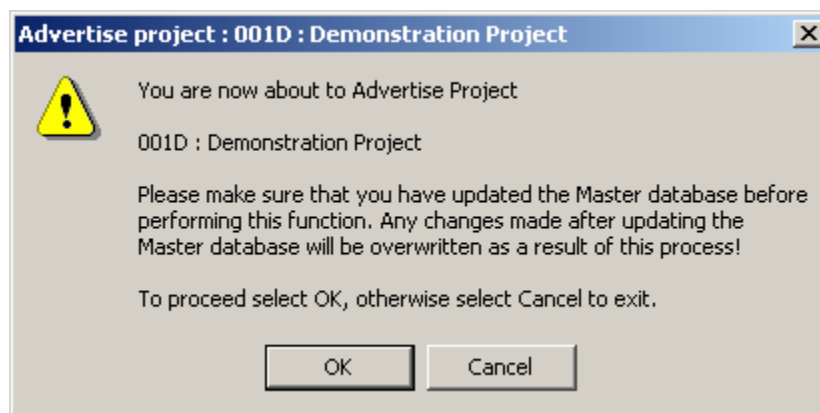 Advertise project : 001D : Demonstration Project
You are now about to Advertise Project
001D : Demonstration Project
Please make sure that you have updated the Master database before
performing this function. Any changes made after updating the
Master database will be overwritten as a result of this process!
To proceed select OK, otherwise select Cancel to exit.
OK
Cancel